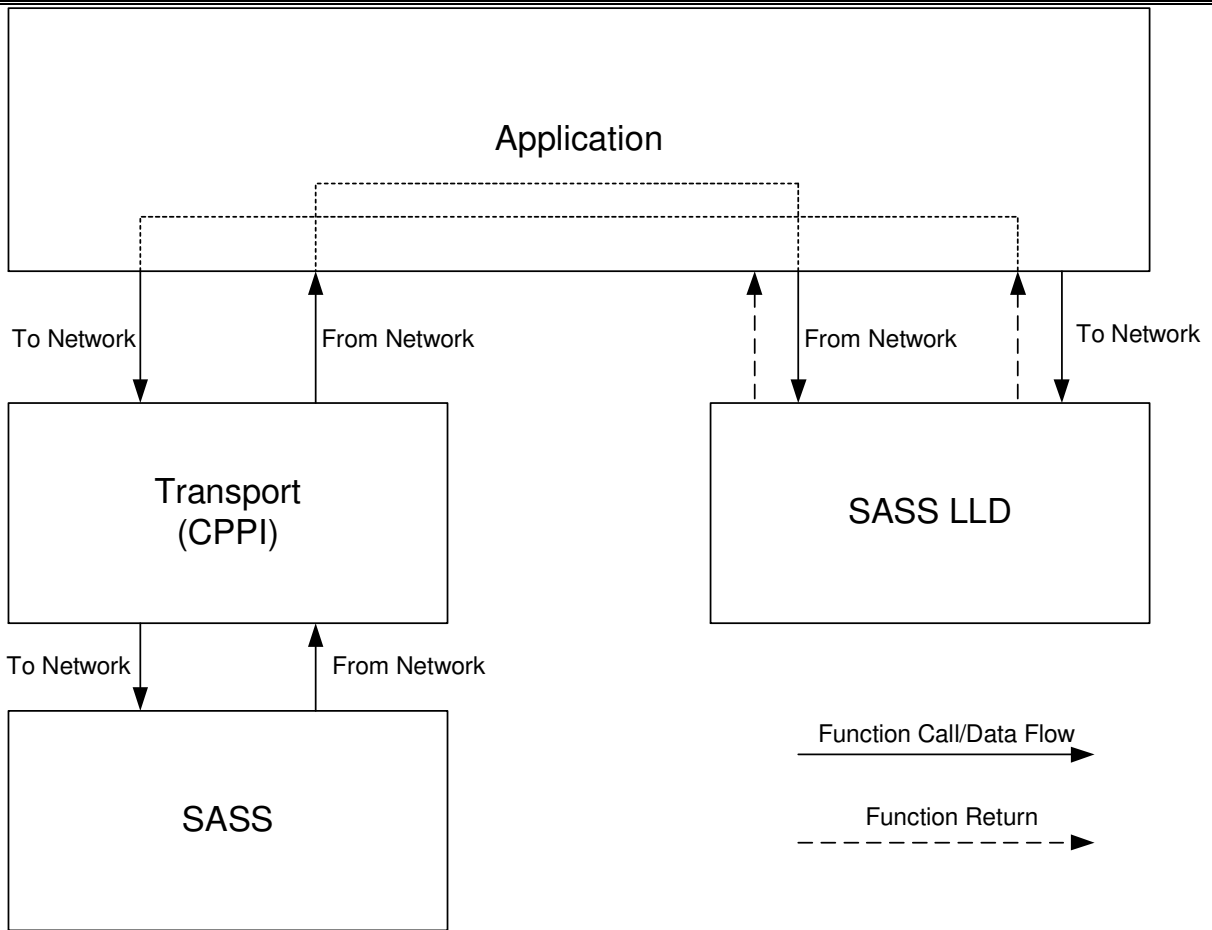 Application
To Network
From Network
From Network
To Network
Transport
(CPPI)
SASS LLD
To Network
From Network
Function Call/Data Flow
SASS
Function Return